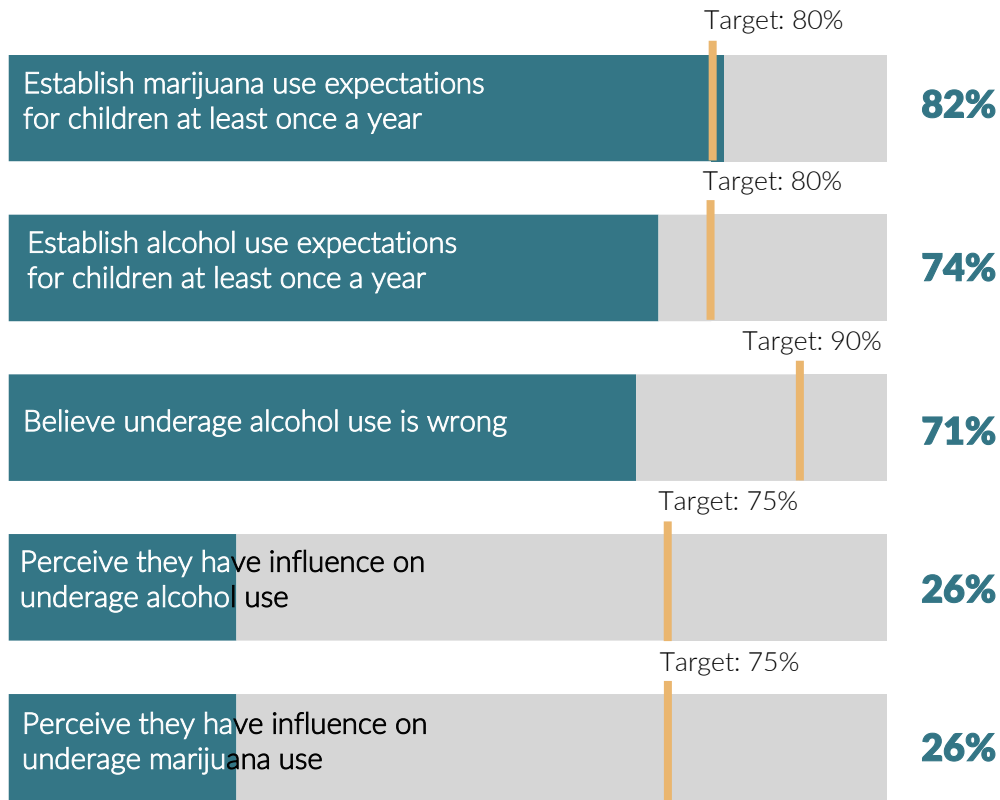 Target: 80%
Establish marijuana use expectations
for children at least once a year
82%
Target: 80%
Establish alcohol use expectations
for children at least once a year
74%
Target: 90%
Believe underage alcohol use is wrong
71%
Target: 75%
Perceive they have influence on
underage alcohol use
26%
Target: 75%
Perceive they have influence on
underage marijuana use
26%